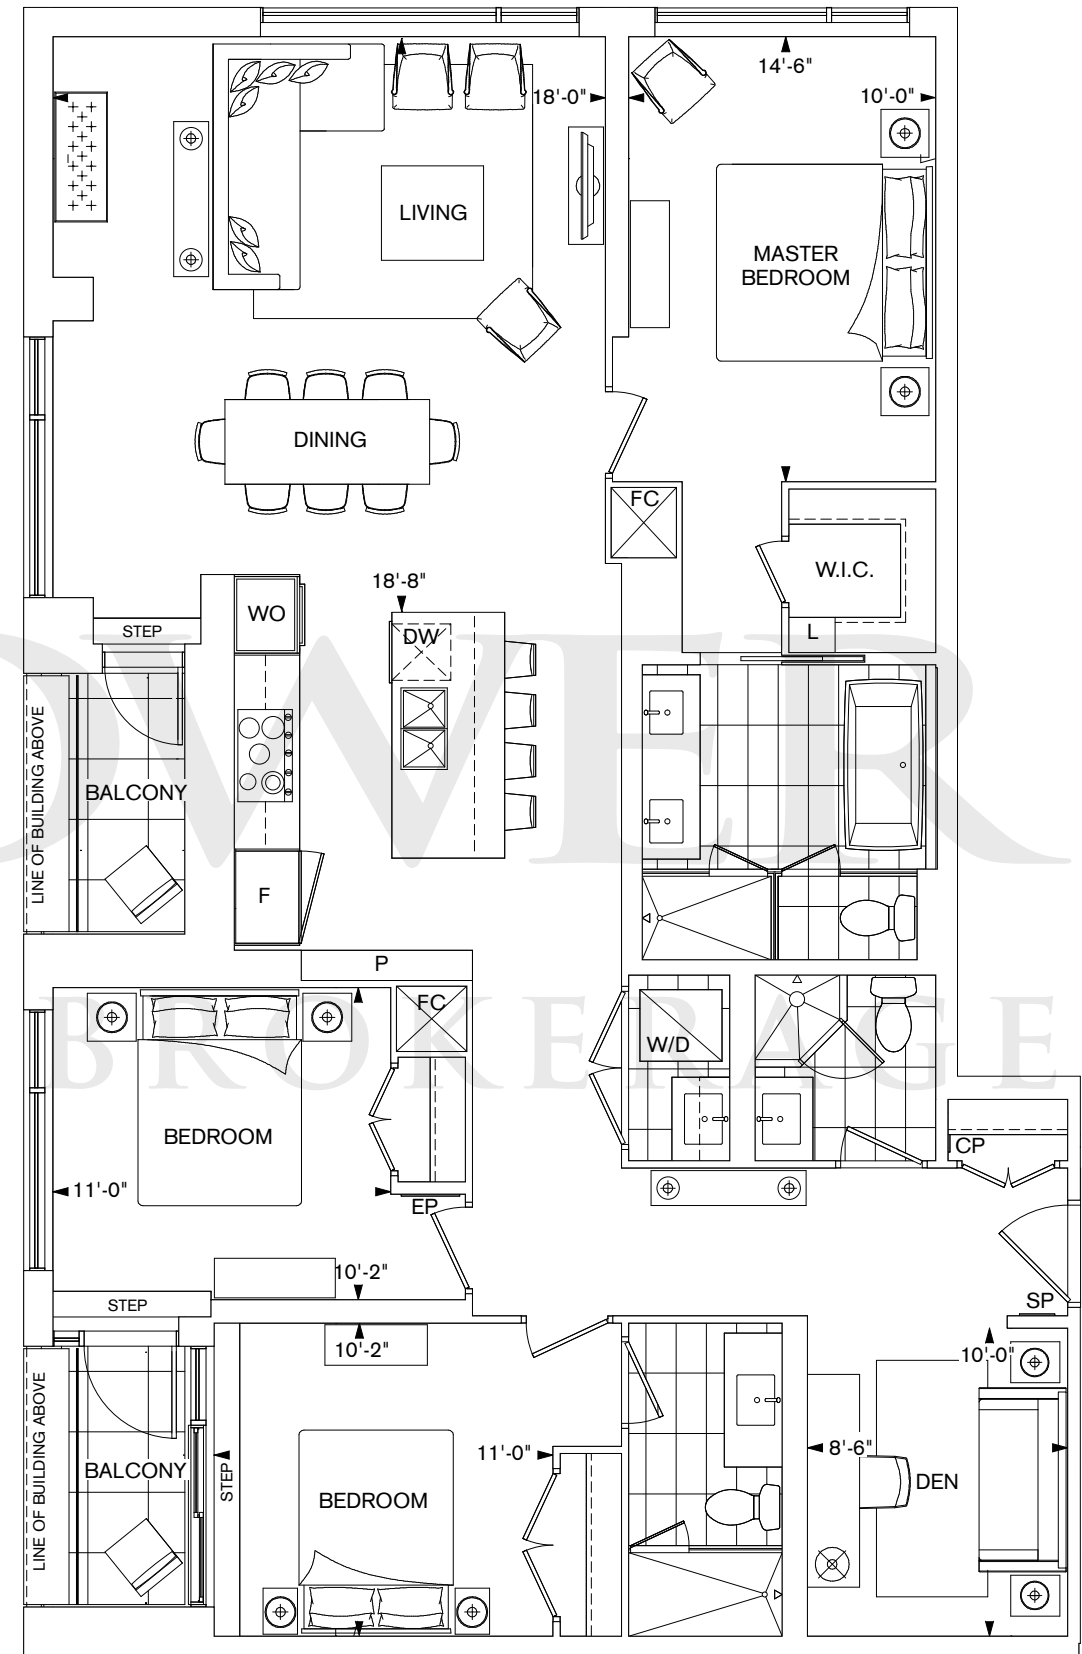 14'-6"
18'-0"
10'-0"
LIVING
MASTER
BEDROOM
DINING
FC
W.I.C.
18'-8"
WO
DW
STEP
L
OWER
LINE OF BUILDING ABOVE
BALCONY
F
P
FC
BROKERAGE
W/D
BEDROOM
CP
11'-0"
EP
10'-2"
STEP
SP
10'-2"
10'-0"
LINE OF BUILDING ABOVE
BALCONY
STEP
11'-0"
8'-6"
DEN
BEDROOM